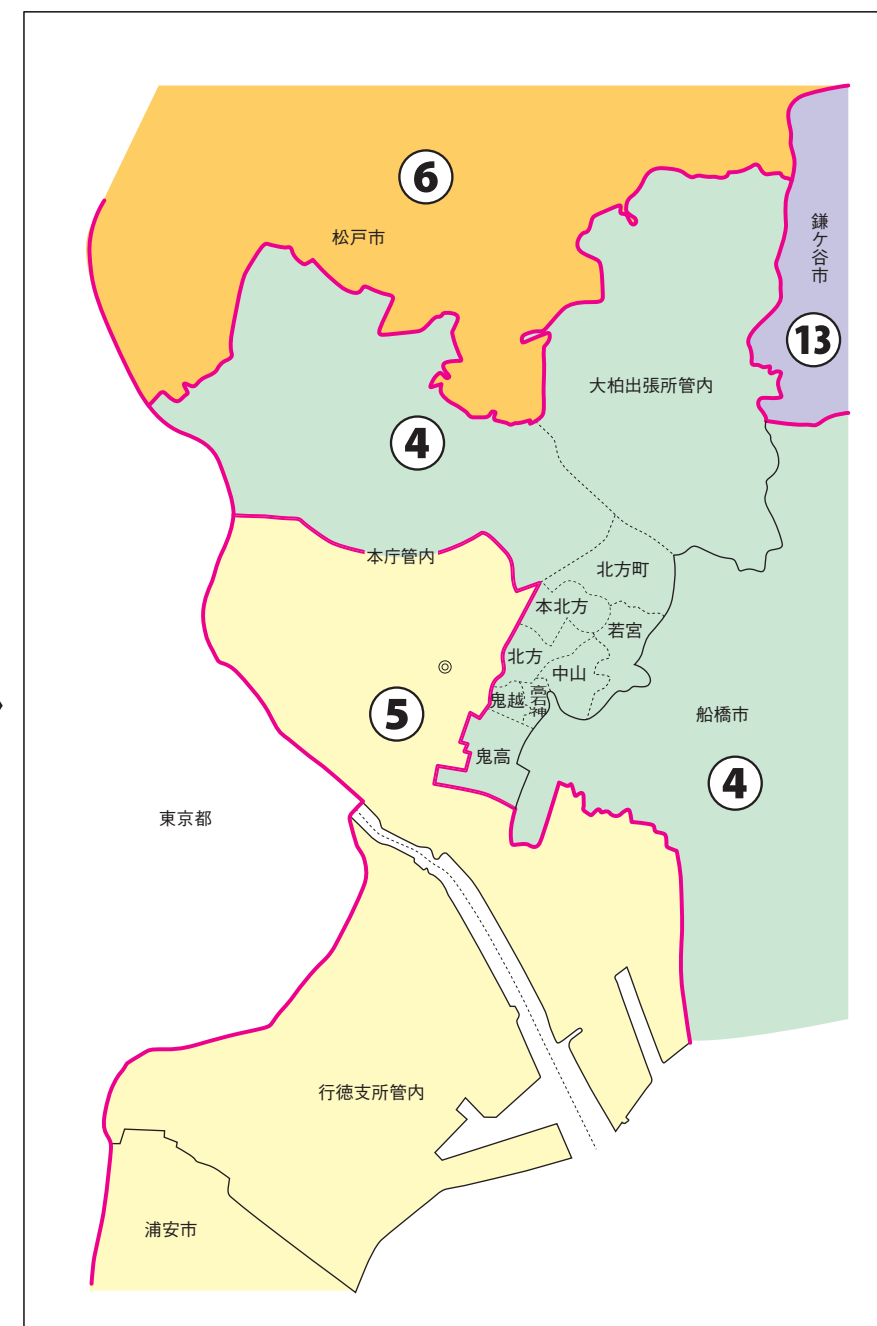 6
松戸市
鎌ケ谷市
13
大柏出張所管内
4
本庁管内
北方町
本北方
若宮
北方
中山
鬼越
高石神
5
船橋市
鬼高
4
東京都
行徳支所管内
浦安市